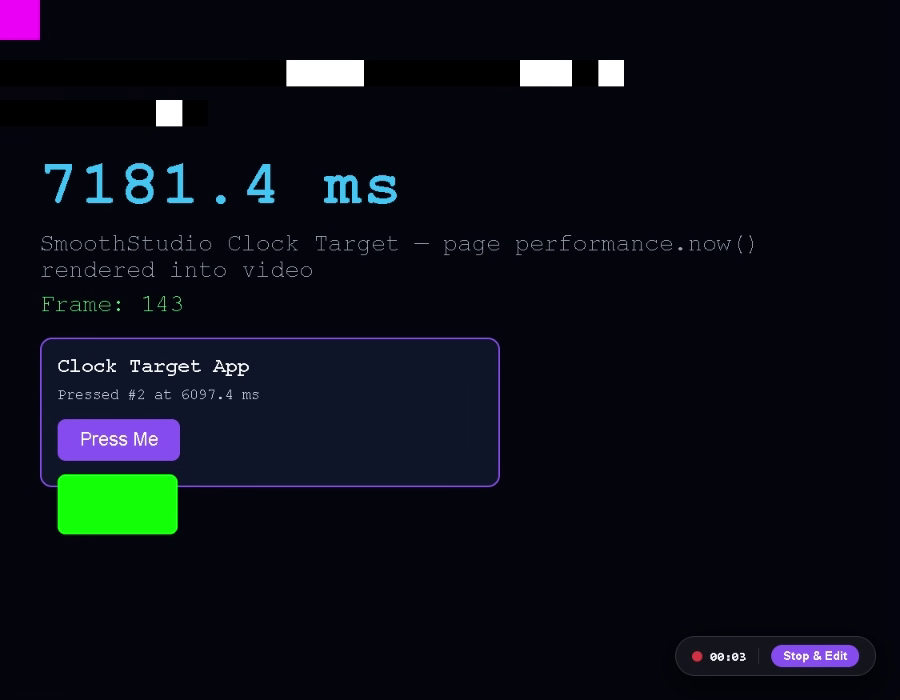 7181.4 ms
SmoothStudio Clock Target — page performance.now()
rendered into video
Frame: 143
Clock Target App
Pressed #2 at 6097.4 ms
Press Me
00:03
Stop & Edit